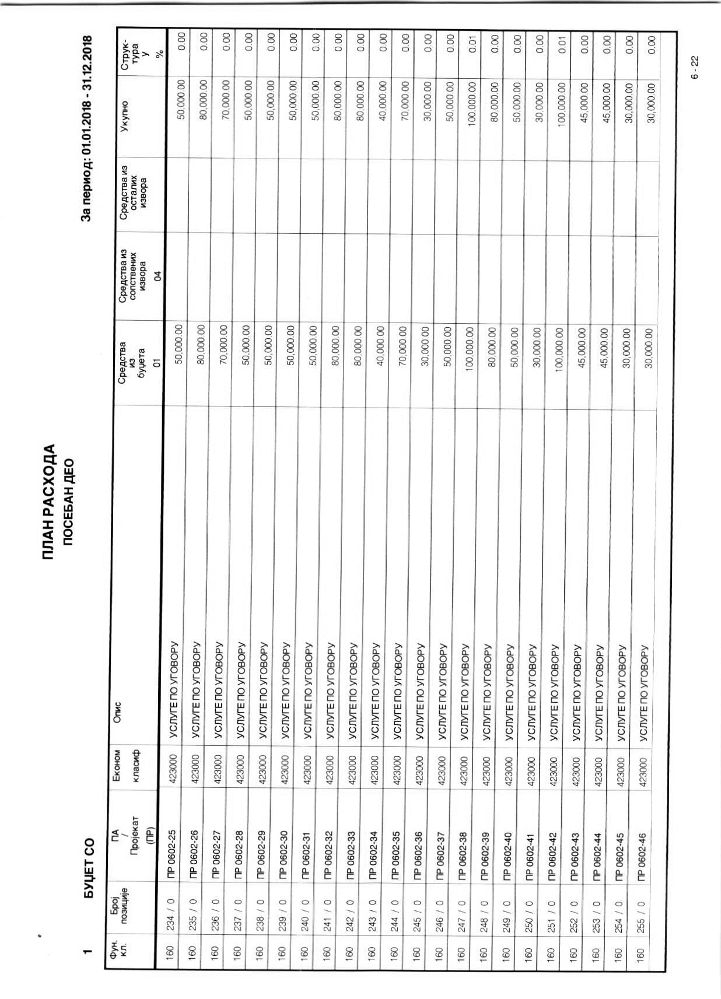 ПЛАН РАСХОДА
ПОСЕБАН ДЕО
1 БУЏЕТ СО За период: 01.01.2018 - 31.12.2018
Фун. кл. Број позиције ПА / Пројекат (ПР) Економ класиф Опис Средства из буџета 01 Средства из сопствених извора 04 Средства из осталих извора Укупно Струк- тура у %
160 234 / 0 ПР 0602-25 423000 УСЛУГЕ ПО УГОВОРУ 50,000.00 50,000.00 0.00
160 235 / 0 ПР 0602-26 423000 УСЛУГЕ ПО УГОВОРУ 80,000.00 80,000.00 0.00
160 236 / 0 ПР 0602-27 423000 УСЛУГЕ ПО УГОВОРУ 70,000.00 70,000.00 0.00
160 237 / 0 ПР 0602-28 423000 УСЛУГЕ ПО УГОВОРУ 50,000.00 50,000.00 0.00
160 238 / 0 ПР 0602-29 423000 УСЛУГЕ ПО УГОВОРУ 50,000.00 50,000.00 0.00
160 239 / 0 ПР 0602-30 423000 УСЛУГЕ ПО УГОВОРУ 50,000.00 50,000.00 0.00
160 240 / 0 ПР 0602-31 423000 УСЛУГЕ ПО УГОВОРУ 50,000.00 50,000.00 0.00
160 241 / 0 ПР 0602-32 423000 УСЛУГЕ ПО УГОВОРУ 80,000.00 80,000.00 0.00
160 242 / 0 ПР 0602-33 423000 УСЛУГЕ ПО УГОВОРУ 80,000.00 80,000.00 0.00
160 243 / 0 ПР 0602-34 423000 УСЛУГЕ ПО УГОВОРУ 40,000.00 40,000.00 0.00
160 244 / 0 ПР 0602-35 423000 УСЛУГЕ ПО УГОВОРУ 70,000.00 70,000.00 0.00
160 245 / 0 ПР 0602-36 423000 УСЛУГЕ ПО УГОВОРУ 30,000.00 30,000.00 0.00
160 246 / 0 ПР 0602-37 423000 УСЛУГЕ ПО УГОВОРУ 50,000.00 50,000.00 0.00
160 247 / 0 ПР 0602-38 423000 УСЛУГЕ ПО УГОВОРУ 100,000.00 100,000.00 0.01
160 248 / 0 ПР 0602-39 423000 УСЛУГЕ ПО УГОВОРУ 80,000.00 80,000.00 0.00
160 249 / 0 ПР 0602-40 423000 УСЛУГЕ ПО УГОВОРУ 50,000.00 50,000.00 0.00
160 250 / 0 ПР 0602-41 423000 УСЛУГЕ ПО УГОВОРУ 30,000.00 30,000.00 0.00
160 251 / 0 ПР 0602-42 423000 УСЛУГЕ ПО УГОВОРУ 100,000.00 100,000.00 0.01
160 252 / 0 ПР 0602-43 423000 УСЛУГЕ ПО УГОВОРУ 45,000.00 45,000.00 0.00
160 253 / 0 ПР 0602-44 423000 УСЛУГЕ ПО УГОВОРУ 45,000.00 45,000.00 0.00
160 254 / 0 ПР 0602-45 423000 УСЛУГЕ ПО УГОВОРУ 30,000.00 30,000.00 0.00
160 255 / 0 ПР 0602-46 423000 УСЛУГЕ ПО УГОВОРУ 30,000.00 30,000.00 0.00
6 - 22